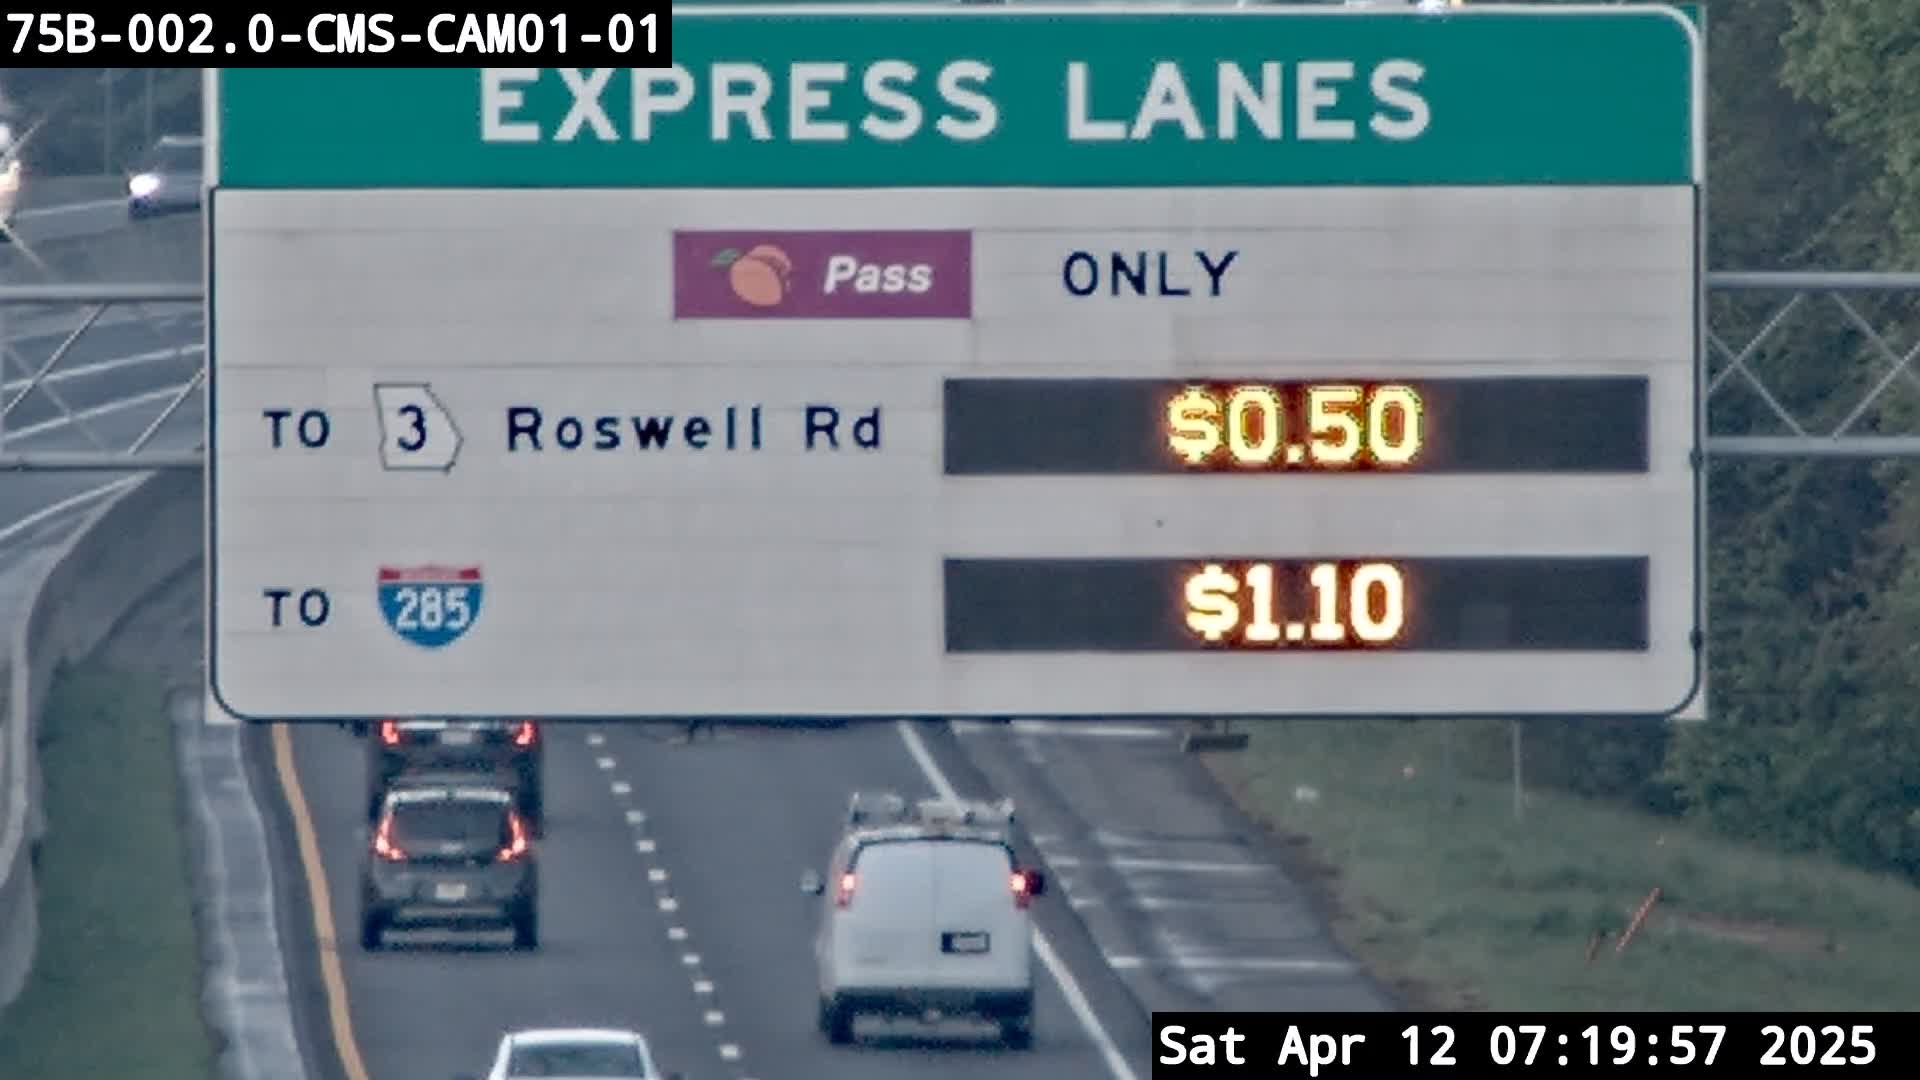 75B-002.0-CMS-CAM01-01
EXPRESS LANES
Pass ONLY
TO 3 Roswell Rd $0.50
TO 285 $1.10
Sat Apr 12 07:19:57 2025